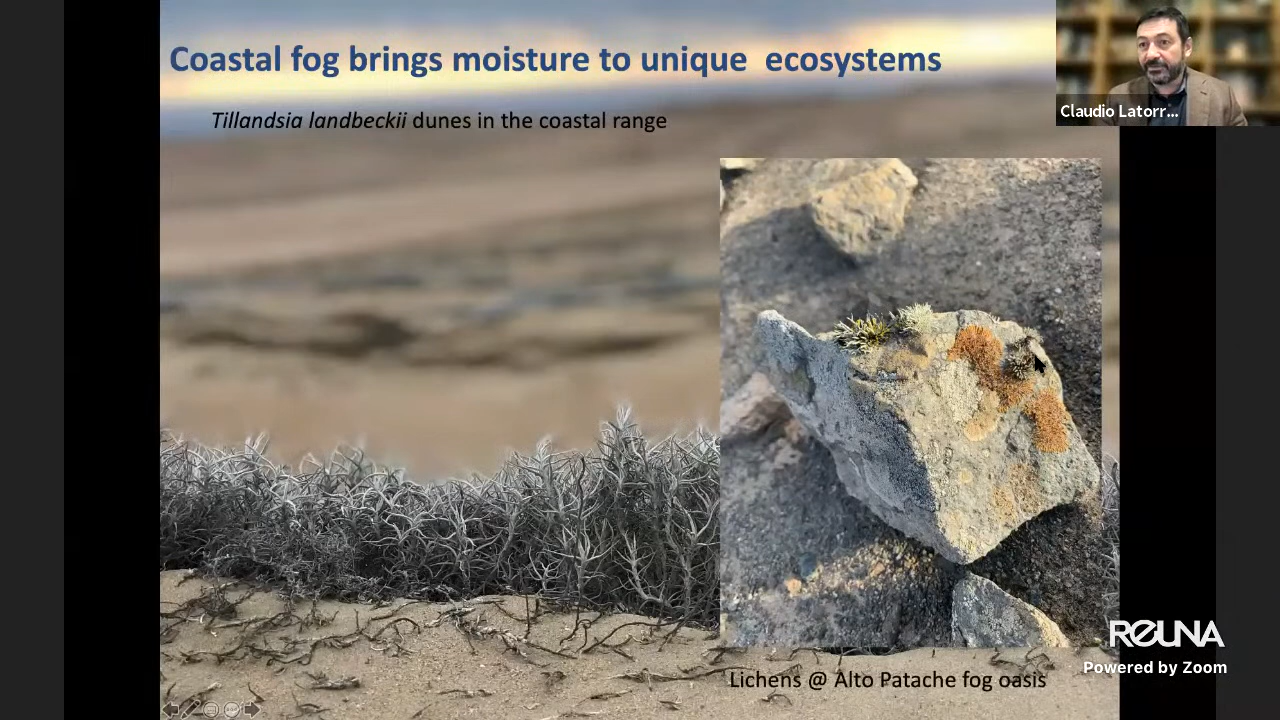 Coastal fog brings moisture to unique  ecosystems
Claudio Latorr...
Tillandsia landbeckii dunes in the coastal range
REUNA
Powered by Zoom
Lichens @ Alto Patache fog oasis